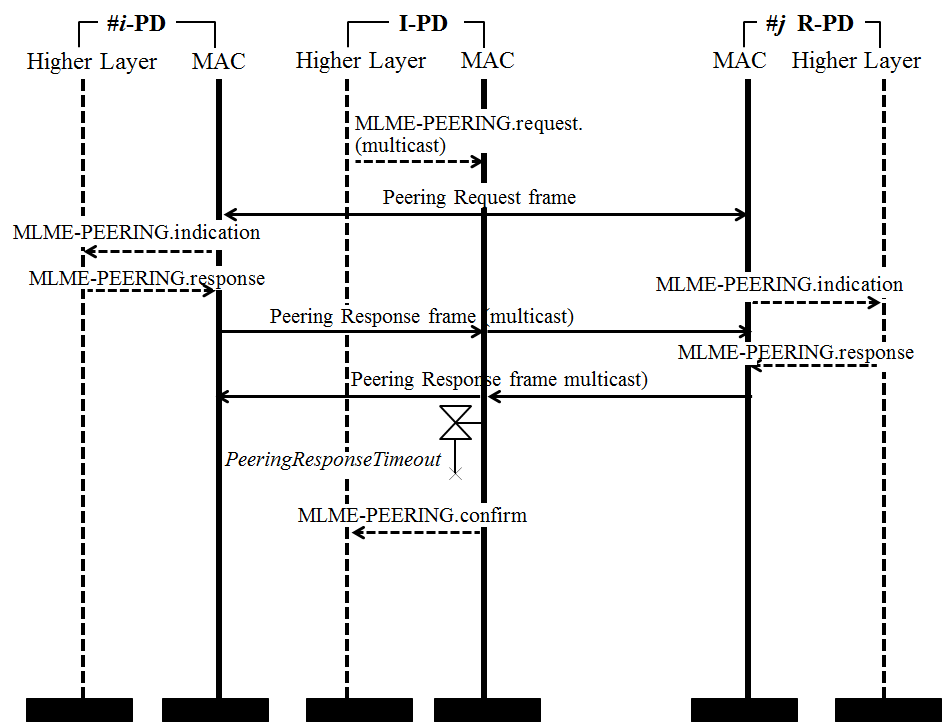 #i-PD
I-PD
#j R-PD
Higher Layer
MAC
Higher Layer
MAC
MAC
Higher Layer
MLME-PEERING.request.
(multicast)
Peering Request frame
MLME-PEERING.indication
MLME-PEERING.response
MLME-PEERING.indication
Peering Response frame (multicast)
MLME-PEERING.response
Peering Response frame multicast)
PeeringResponseTimeout
MLME-PEERING.confirm